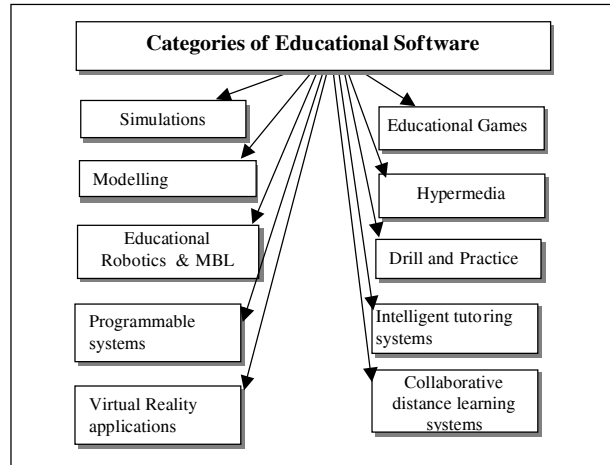 Categories of Educational Software
Simulations
Modelling
Educational
Robotics & MBL
Programmable
systems
Virtual Reality
applications
Educational Games
Hypermedia
Drill and Practice
Intelligent tutoring
systems
Collaborative
distance learning
systems